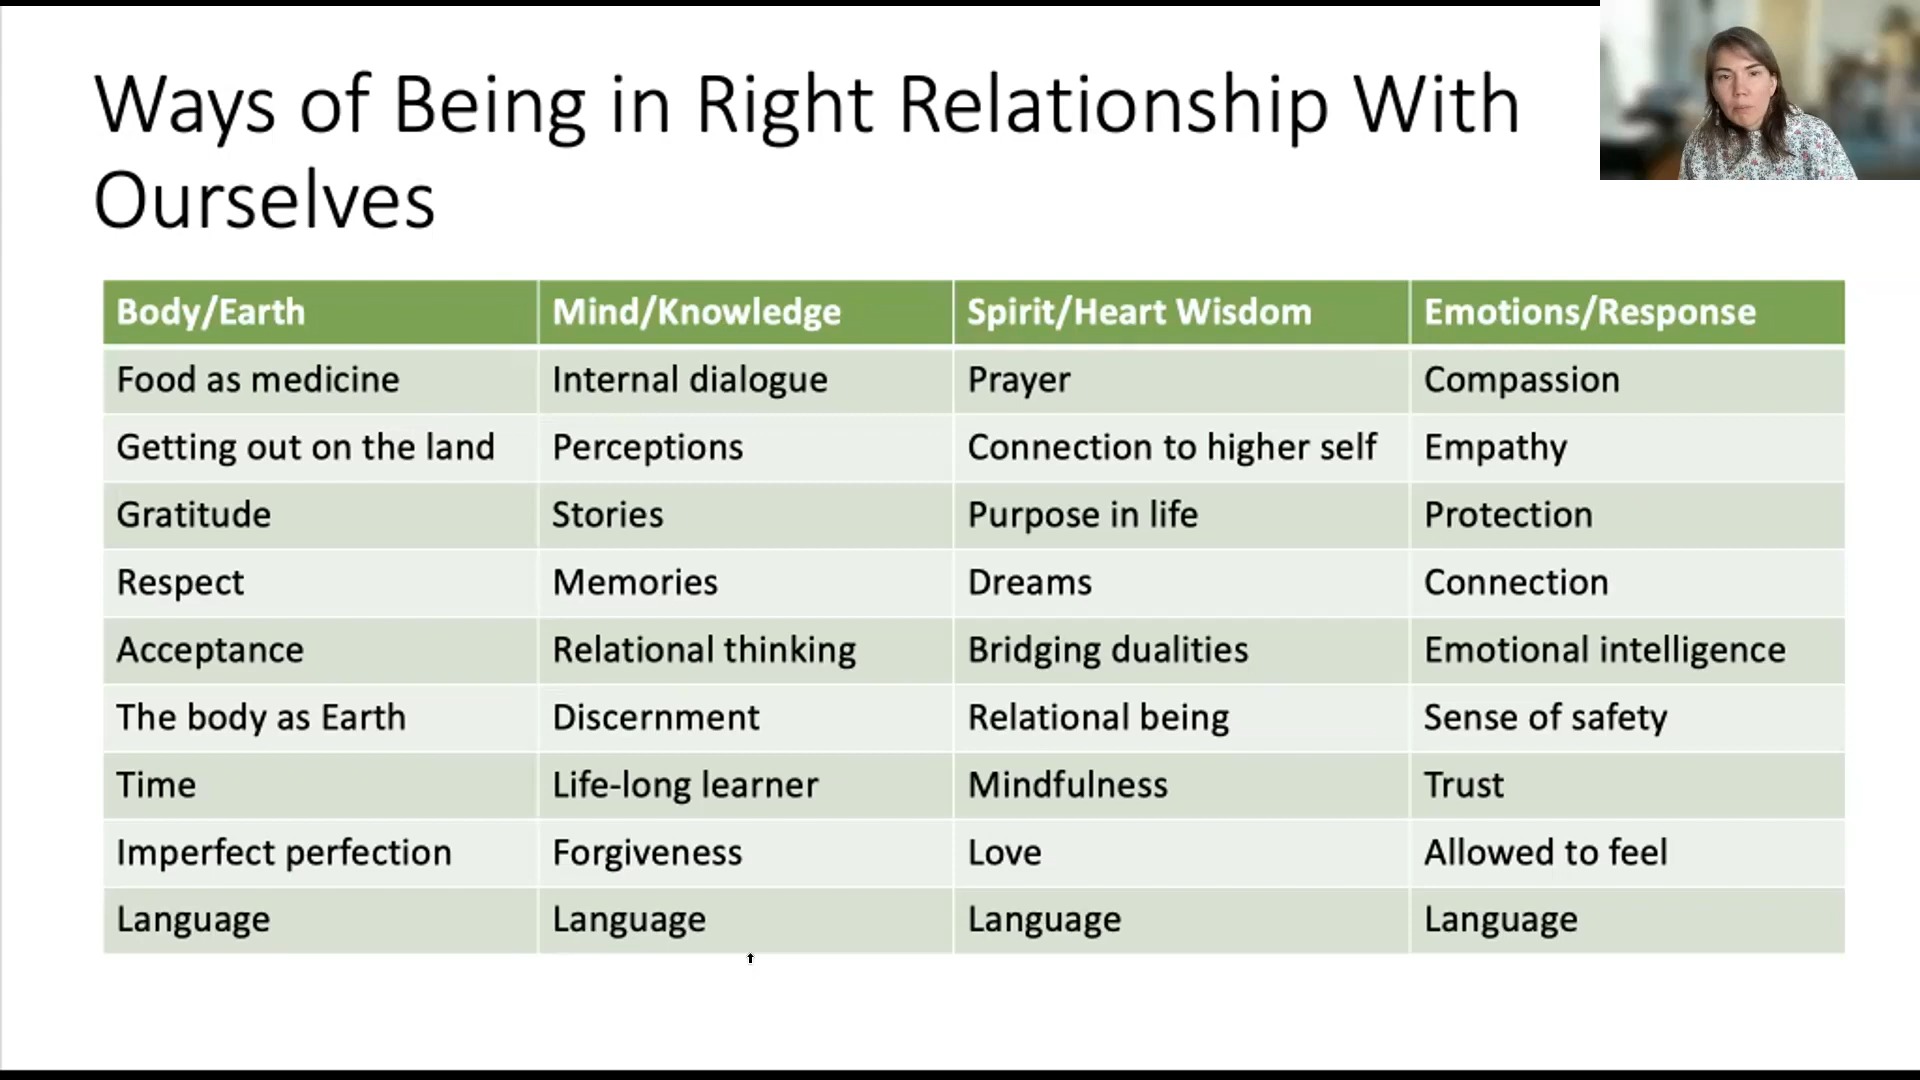 Ways of Being in Right Relationship With
Ourselves
Body/Earth Mind/Knowledge Spirit/Heart Wisdom Emotions/Response
Food as medicine Internal dialogue Prayer Compassion
Getting out on the land Perceptions Connection to higher self Empathy
Gratitude Stories Purpose in life Protection
Respect Memories Dreams Connection
Acceptance Relational thinking Bridging dualities Emotional intelligence
The body as Earth Discernment Relational being Sense of safety
Time Life-long learner Mindfulness Trust
Imperfect perfection Forgiveness Love Allowed to feel
Language Language Language Language